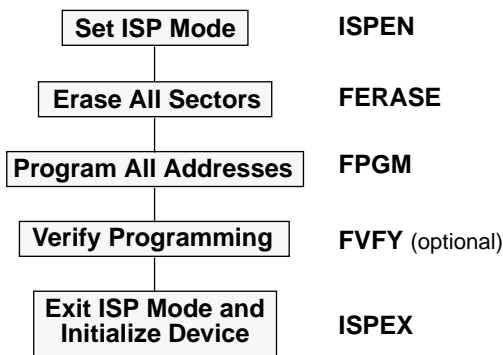 Set ISP Mode ISPEN
Erase All Sectors FERASE
Program All Addresses FPGM
Verify Programming FVFY (optional)
Exit ISP Mode and
Initialize Device ISPEX